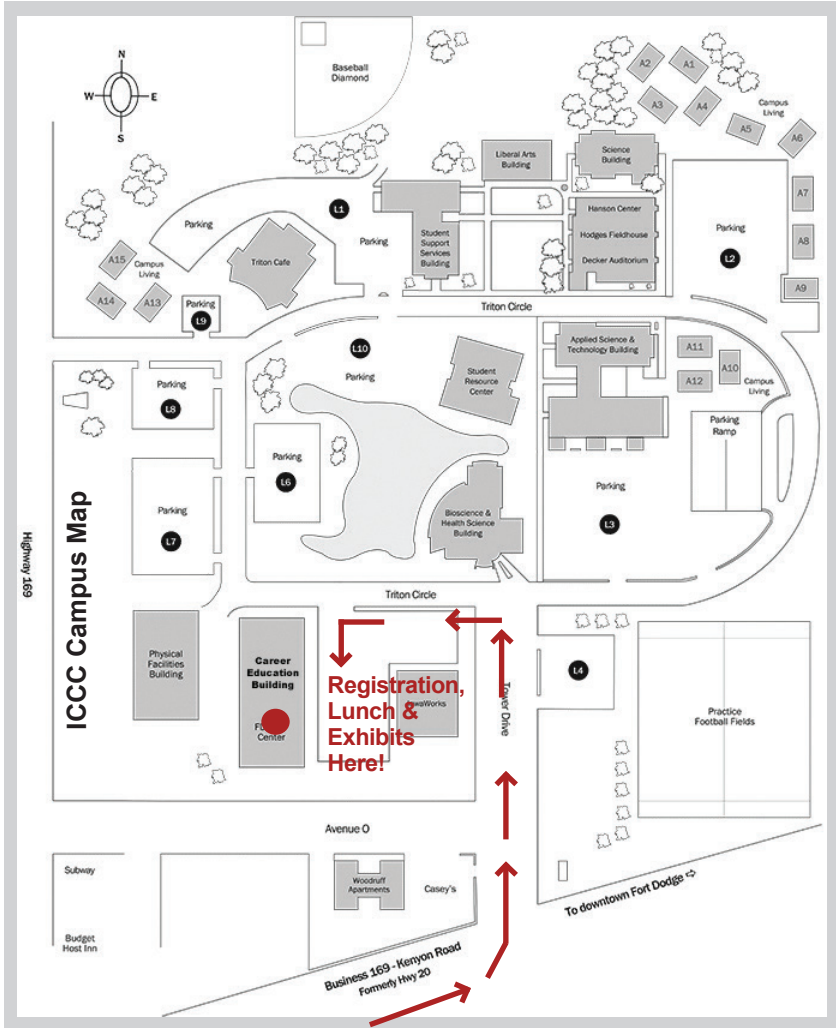 N
W
E
S
Baseball
Diamond
A2
A1
A3
A4
Campus
Living
A5
A6
Liberal Arts
Building
Science
Building
A7
A8
A9
Parking
L2
Hanson Center
Hodges Fieldhouse
Decker Auditorium
L1
Parking
Parking
Student
Support
Services
Building
Triton Cafe
A15
Campus
Living
A14
A13
Parking
L9
Triton Circle
L10
Parking
Student
Resource
Center
Applied Science &
Technology Building
A11
A10
A12
Campus
Living
Parking
Ramp
Parking
L8
Parking
L6
Parking
L7
Parking
L3
Bioscience &
Health Science
Building
Highway 169
ICCC Campus Map
Triton Circle
Physical
Facilities
Building
Career
Education
Building
Center
Registration,
Lunch &
Exhibits
Here!
Tower Drive
L4
Practice
Football Fields
Avenue O
Subway
Budget
Host Inn
Woodruff
Apartments
Casey's
To downtown Fort Dodge ⇨
Business 169 - Kenyon Road
Formerly Hwy 20